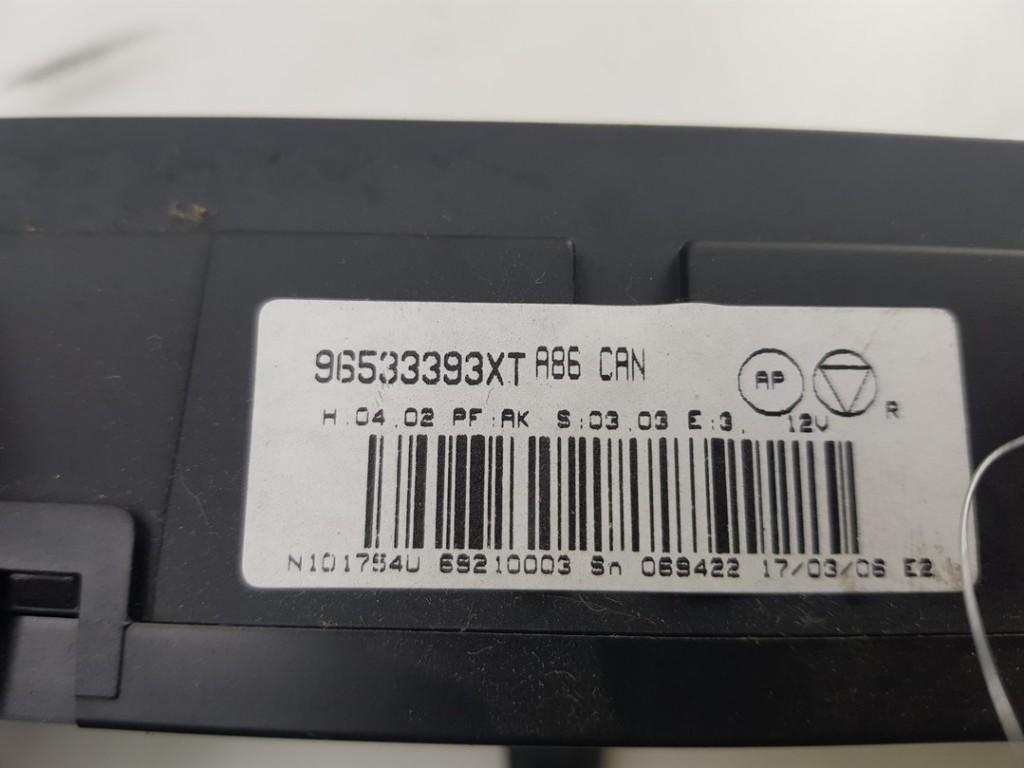 96533393XT A86 CAN AP
R
H:04.02 PF:AK S:03.03 E:3. 12V
N101754U 69210003 Sn 069422 17/03/06 E2